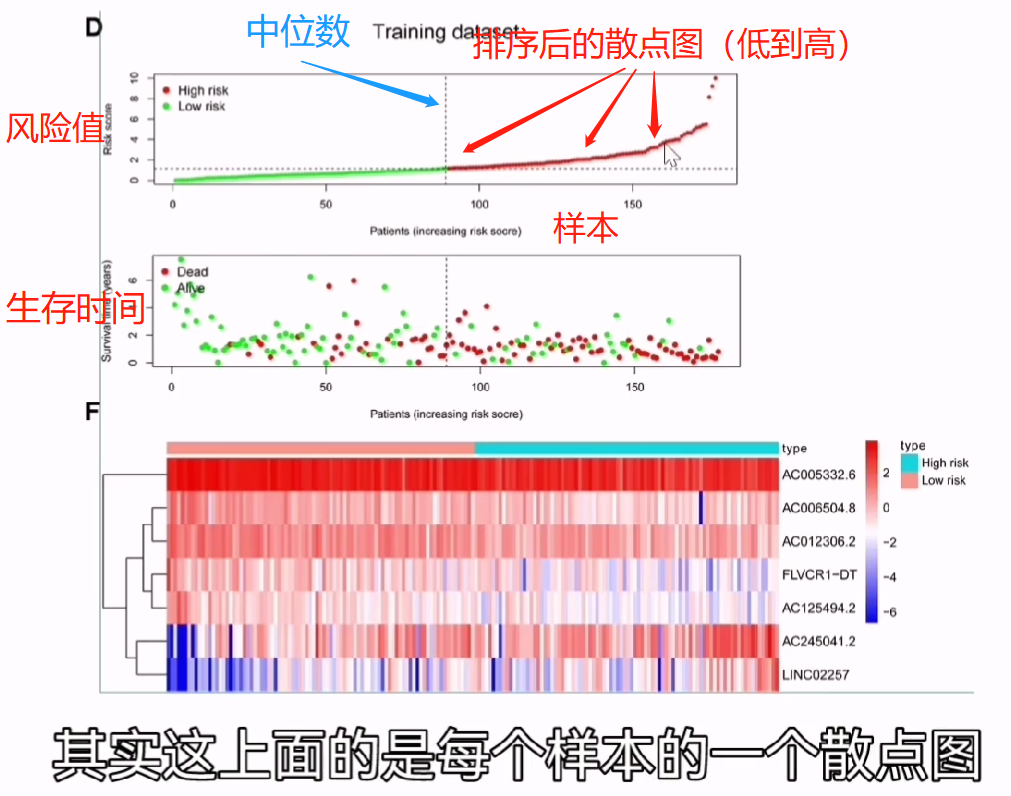 D
中位数
Training dataset
排序后的散点图（低到高）
风险值
Risk score
10
8
6
4
2
0
High risk
Low risk
0 50 100 150
Patients (increasing risk socre)
样本
生存时间
Survival time (years)
6
4
2
0
Dead
Alive
0 50 100 150
Patients (increasing risk socre)
F
type
AC005332.6
AC006504.8
AC012306.2
FLVCR1-DT
AC125494.2
AC245041.2
LINC02257
2
0
-2
-4
-6
type
High risk
Low risk
其实这上面的是每个样本的一个散点图